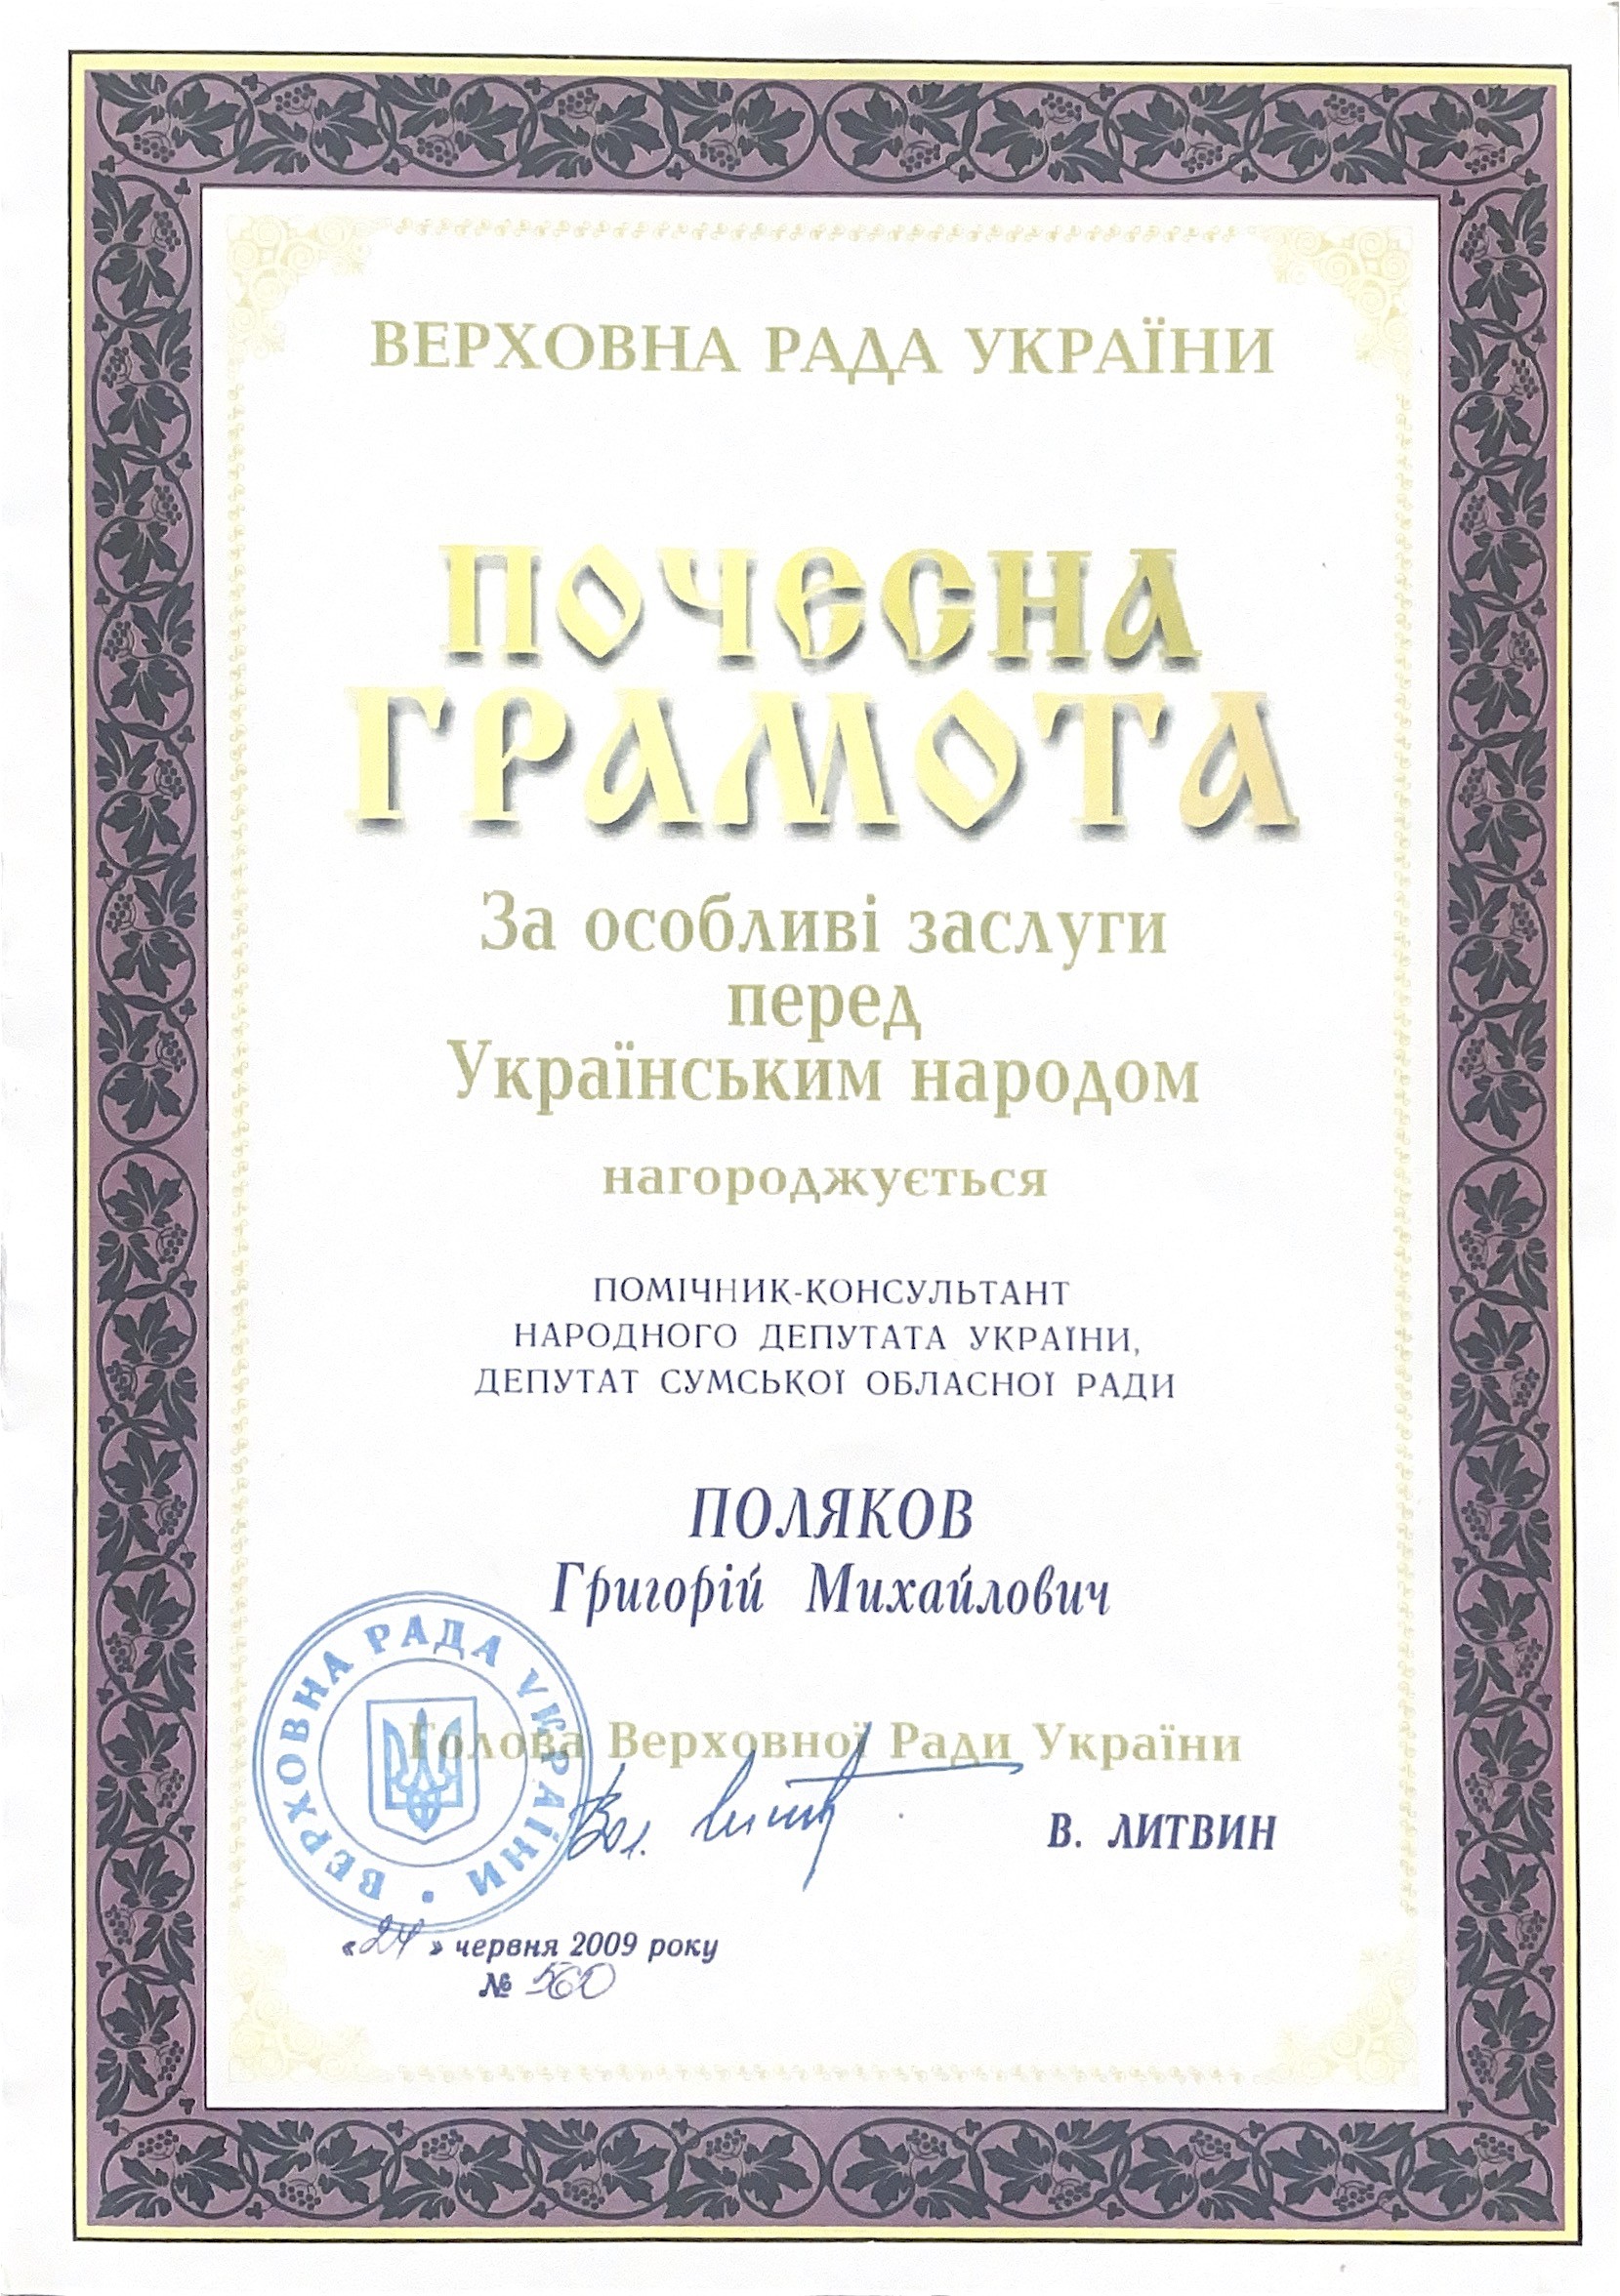 ВЕРХОВНА РАДА УКРАЇНИ
ПОЧЕСНА
ГРАМОТА
За особливі заслуги
перед
Українським народом
нагороджується
ПОМІЧНИК-КОНСУЛЬТАНТ
НАРОДНОГО ДЕПУТАТА УКРАЇНИ,
ДЕПУТАТ СУМСЬКОЇ ОБЛАСНОЇ РАДИ
ПОЛЯКОВ
Григорій Михайлович
ВЕРХОВНА РАДА УКРАЇНИ
Голова Верховної Ради України
В. ЛИТВИН
«24» червня 2009 року
№ 560